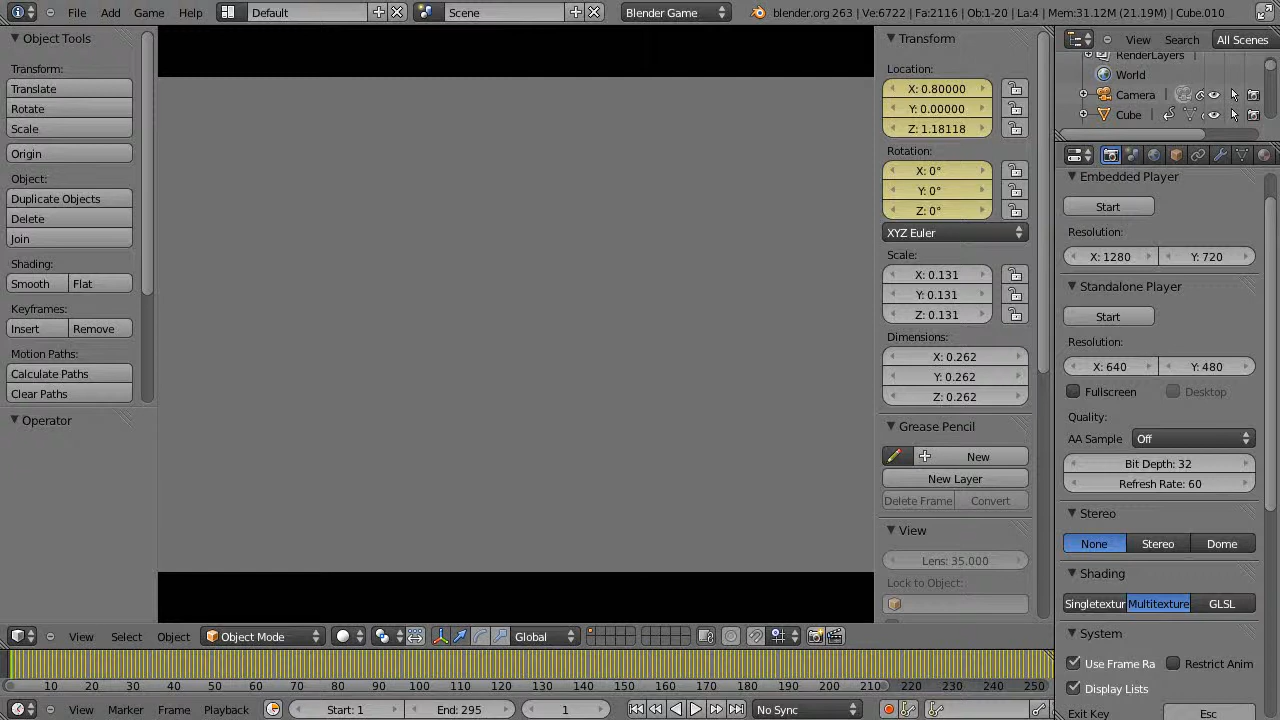 File Add Game Help Default Scene Blender Game blender.org 263 | Ve:6722 | Fa:2116 | Ob:1-20 | La:4 | Mem:31.12M (21.19M) | Cube.010
Object Tools
Transform:
Translate
Rotate
Scale
Origin
Object:
Duplicate Objects
Delete
Join
Shading:
Smooth Flat
Keyframes:
Insert Remove
Motion Paths:
Calculate Paths
Clear Paths
Operator
Transform
Location:
X: 0.80000
Y: 0.00000
Z: 1.18118
Rotation:
X: 0°
Y: 0°
Z: 0°
XYZ Euler
Scale:
X: 0.131
Y: 0.131
Z: 0.131
Dimensions:
X: 0.262
Y: 0.262
Z: 0.262
Grease Pencil
New
New Layer
Delete Frame Convert
View
Lens: 35.000
Lock to Object:
View Search All Scenes
RenderLayers
World
Camera
Cube
Embedded Player
Start
Resolution:
X: 1280 Y: 720
Standalone Player
Start
Resolution:
X: 640 Y: 480
Fullscreen Desktop
Quality:
AA Sample Off
Bit Depth: 32
Refresh Rate: 60
Stereo
None Stereo Dome
Shading
Singletextur Multitexture GLSL
System
Use Frame Ra Restrict Anim
Display Lists
Exit Key Esc
View Select Object Object Mode Global
10 20 30 40 50 60 70 80 90 100 110 120 130 140 150 160 170 180 190 200 210 220 230 240 250
View Marker Frame Playback Start: 1 End: 295 1 No Sync